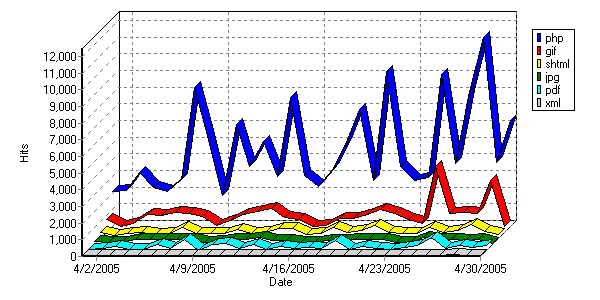 php
gif
shtml
jpg
pdf
xml
Hits
12,000
11,000
10,000
9,000
8,000
7,000
6,000
5,000
4,000
3,000
2,000
1,000
0
4/2/2005 4/9/2005 4/16/2005 4/23/2005 4/30/2005
Date